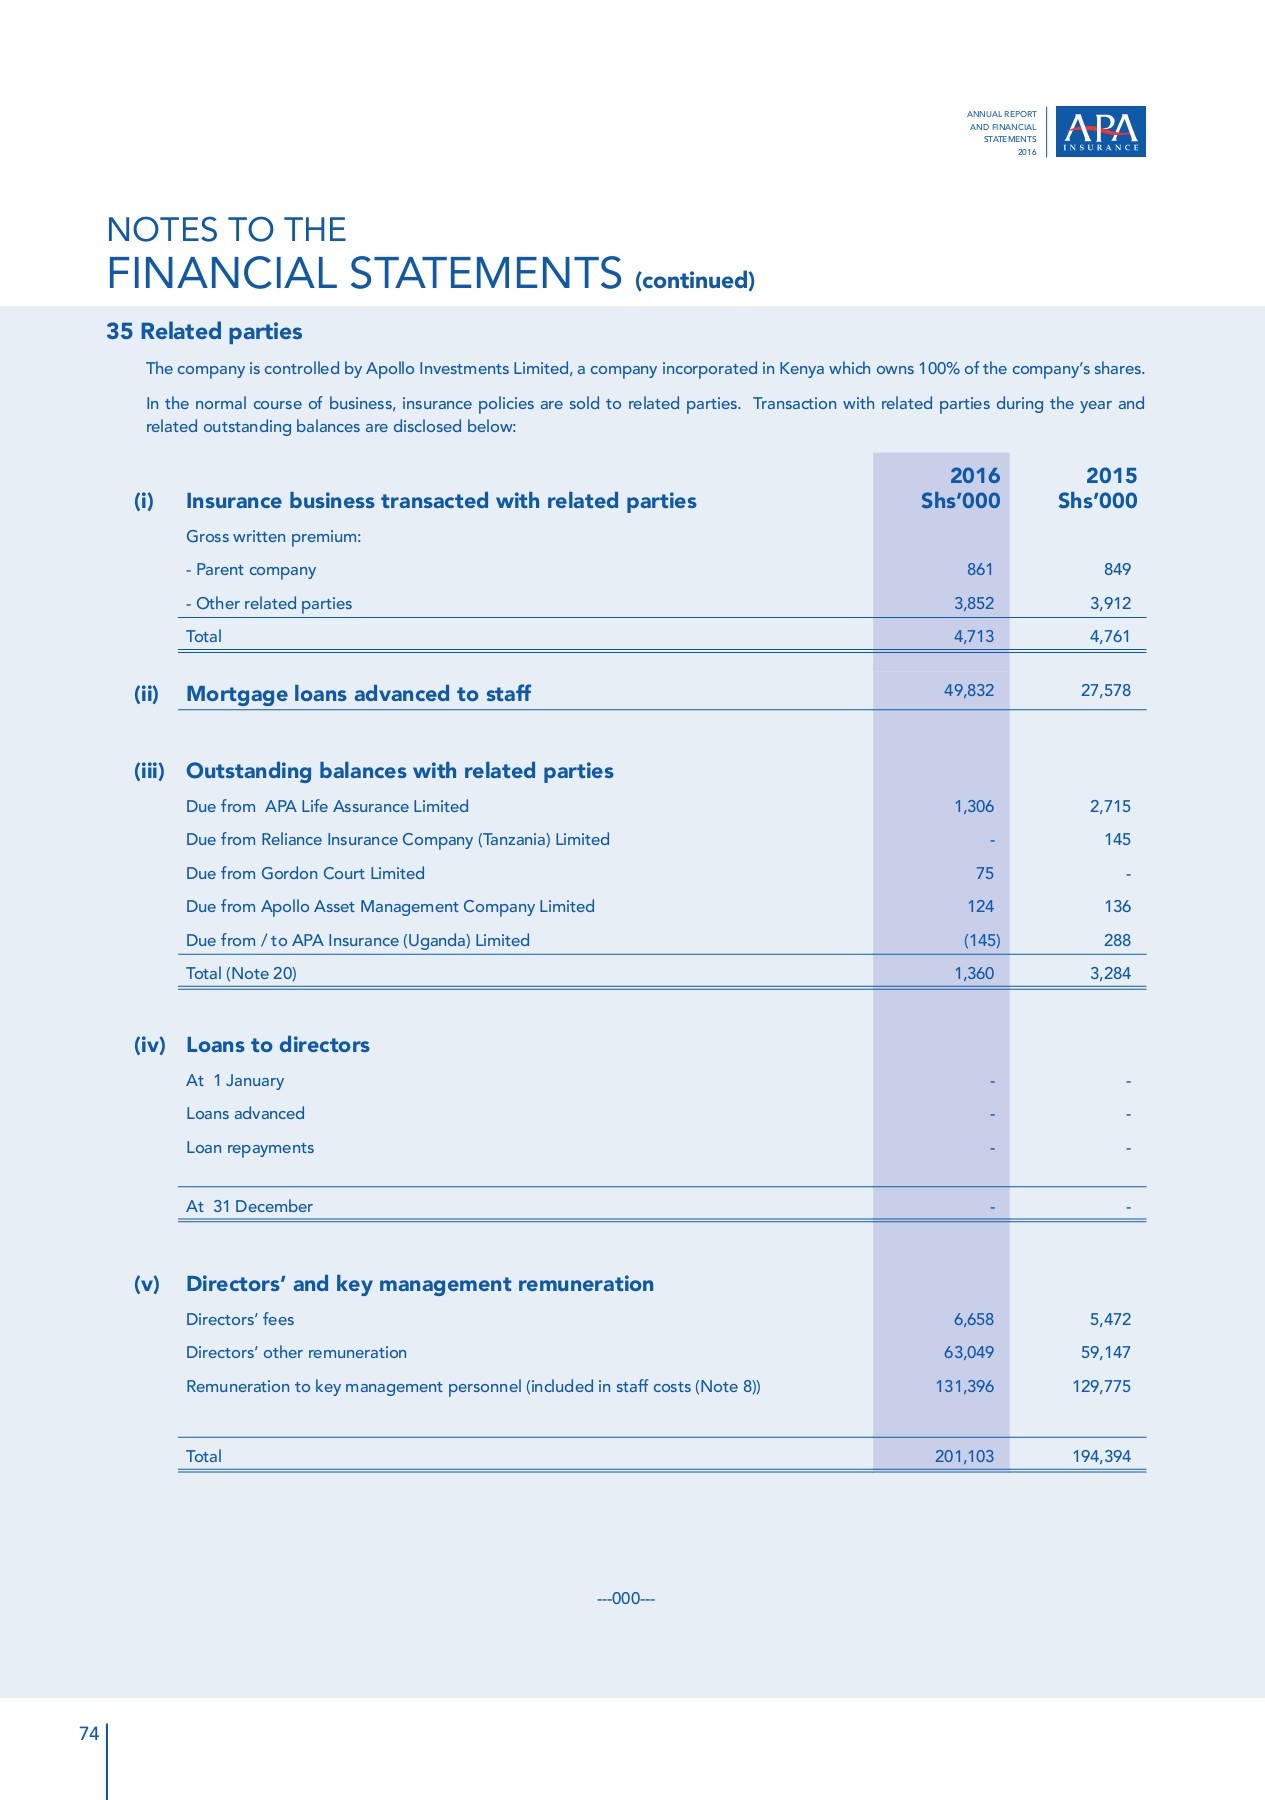 ANNUAL REPORT
AND FINANCIAL
STATEMENTS
2016
APA
INSURANCE
NOTES TO THE
FINANCIAL STATEMENTS (continued)
35 Related parties
The company is controlled by Apollo Investments Limited, a company incorporated in Kenya which owns 100% of the company's shares.
In the normal course of business, insurance policies are sold to related parties.  Transaction with related parties during the year and
related outstanding balances are disclosed below:
2016 2015
(i) Insurance business transacted with related parties Shs'000 Shs'000
Gross written premium:
- Parent company 861 849
- Other related parties 3,852 3,912
Total 4,713 4,761
(ii) Mortgage loans advanced to staff 49,832 27,578
(iii) Outstanding balances with related parties
Due from  APA Life Assurance Limited 1,306 2,715
Due from Reliance Insurance Company (Tanzania) Limited - 145
Due from Gordon Court Limited 75 -
Due from Apollo Asset Management Company Limited 124 136
Due from / to APA Insurance (Uganda) Limited (145) 288
Total (Note 20) 1,360 3,284
(iv) Loans to directors
At  1 January - -
Loans advanced - -
Loan repayments - -
At  31 December - -
(v) Directors' and key management remuneration
Directors' fees 6,658 5,472
Directors' other remuneration 63,049 59,147
Remuneration to key management personnel (included in staff costs (Note 8)) 131,396 129,775
Total 201,103 194,394
---000---
74